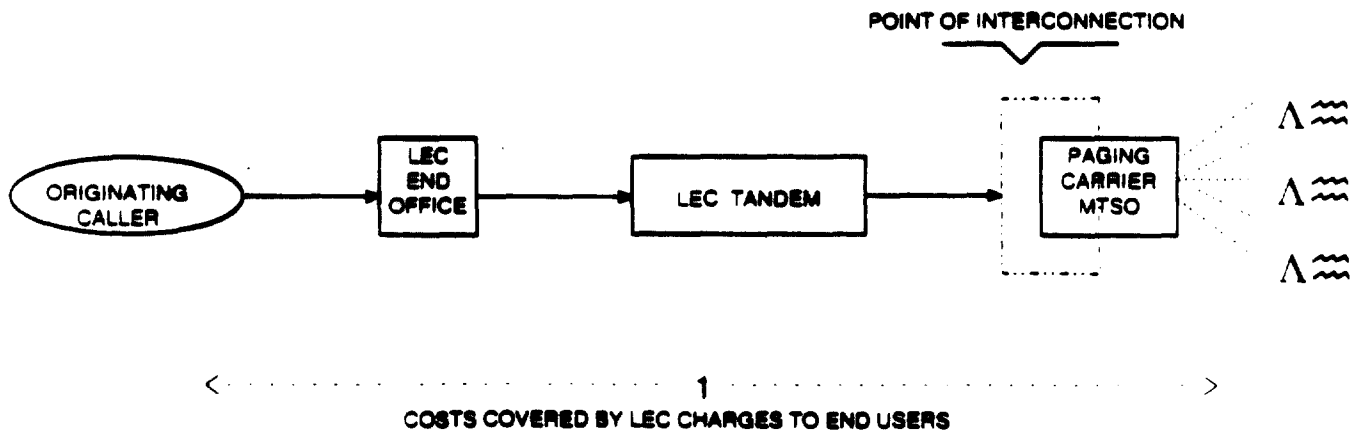 POINT OF INTERCONNECTION
ORIGINATING
CALLER
LEC
END
OFFICE
LEC TANDEM
PAGING
CARRIER
MTSO
1
COSTS COVERED BY LEC CHARGES TO END USERS